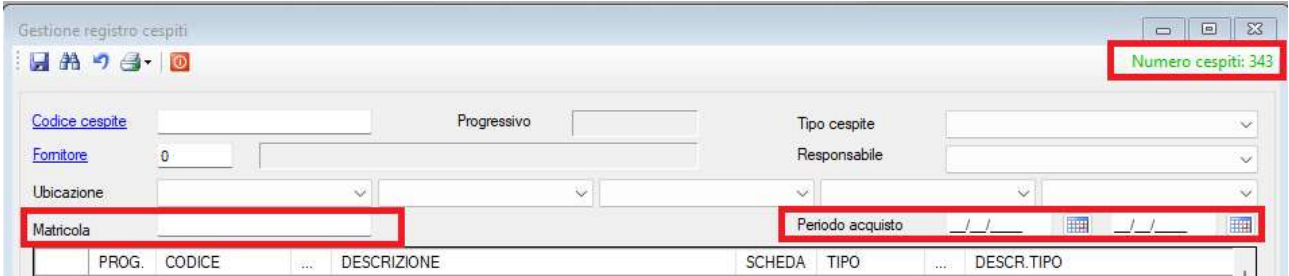 Gestione registro cespiti
Numero cespiti: 343
Codice cespite Progressivo Tipo cespite
Fornitore 0 Responsabile
Ubicazione
Matricola Periodo acquisto __/__/____ __/__/____
PROG. CODICE ... DESCRIZIONE SCHEDA TIPO ... DESCR.TIPO